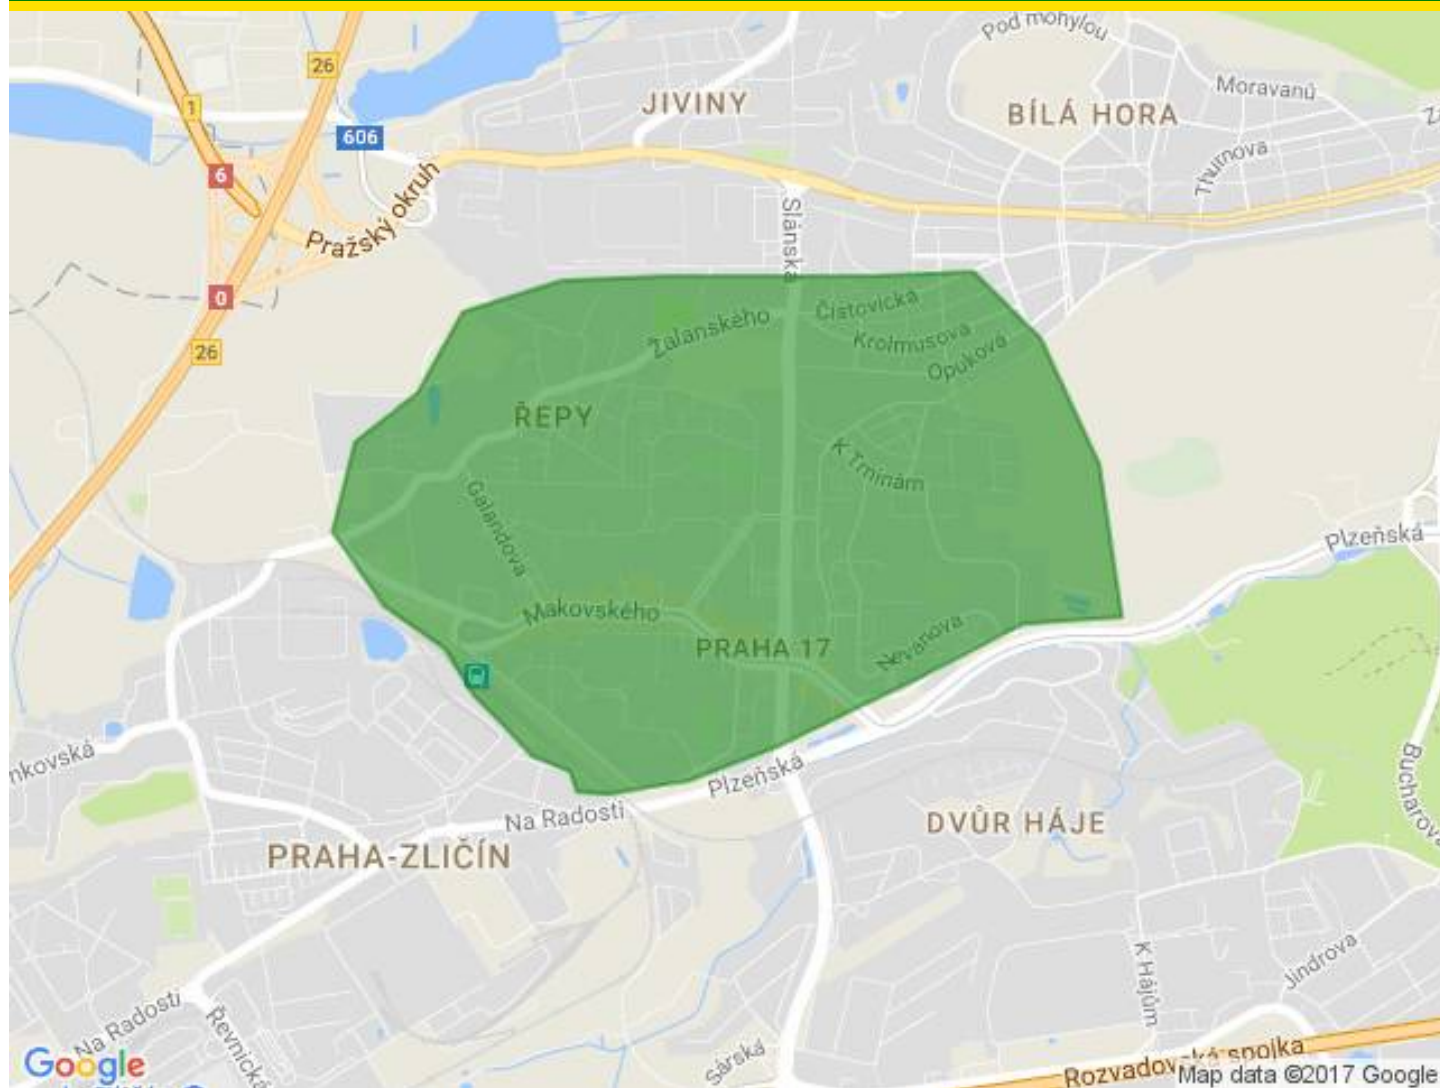 Pod mohylou
26
JIVINY
Moravanů
1
BÍLÁ HORA
606
Thurnova
6
Pražský okruh
Slánská
0
Čistovická
Žalanského
Krolmusova
26
Opuková
ŘEPY
K Trninám
Galandova
Plzeňská
Makovského
PRAHA 17
Nevanova
nkovská
Plzeňská
Bucharova
Na Radosti
DVŮR HÁJE
PRAHA-ZLIČÍN
K Hájům
Jindrova
Na Radosti
Řevnická
Sárská
Google
Rozvadovská spojka
Map data ©2017 Google